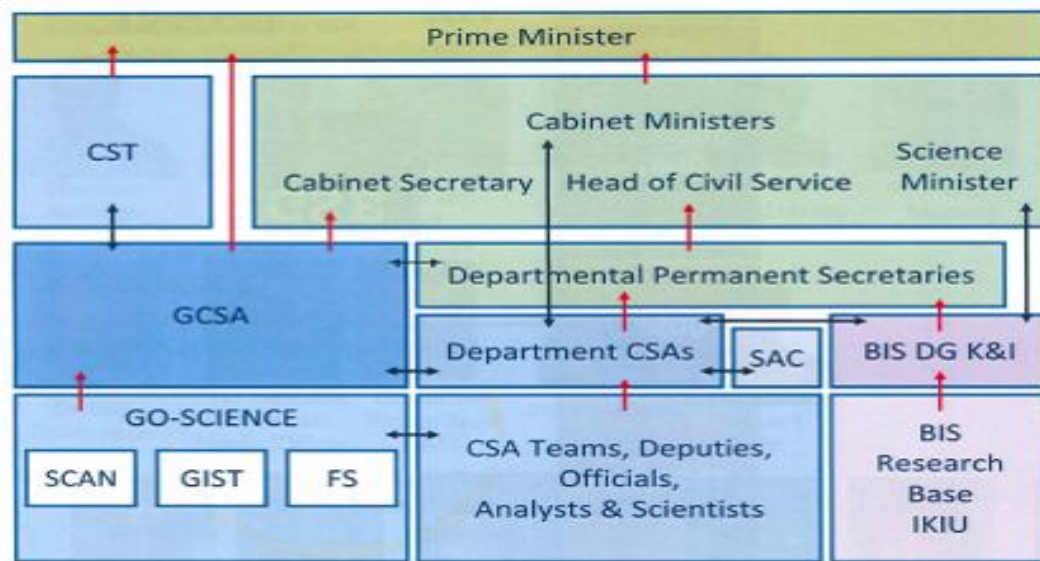 Prime Minister
CST
Cabinet Ministers
Cabinet Secretary
Head of Civil Service
Science
Minister
GCSA
Departmental Permanent Secretaries
Department CSAs
SAC
BIS DG K&I
GO-SCIENCE
SCAN
GIST
FS
CSA Teams, Deputies,
Officials,
Analysts & Scientists
BIS
Research
Base
IKIU